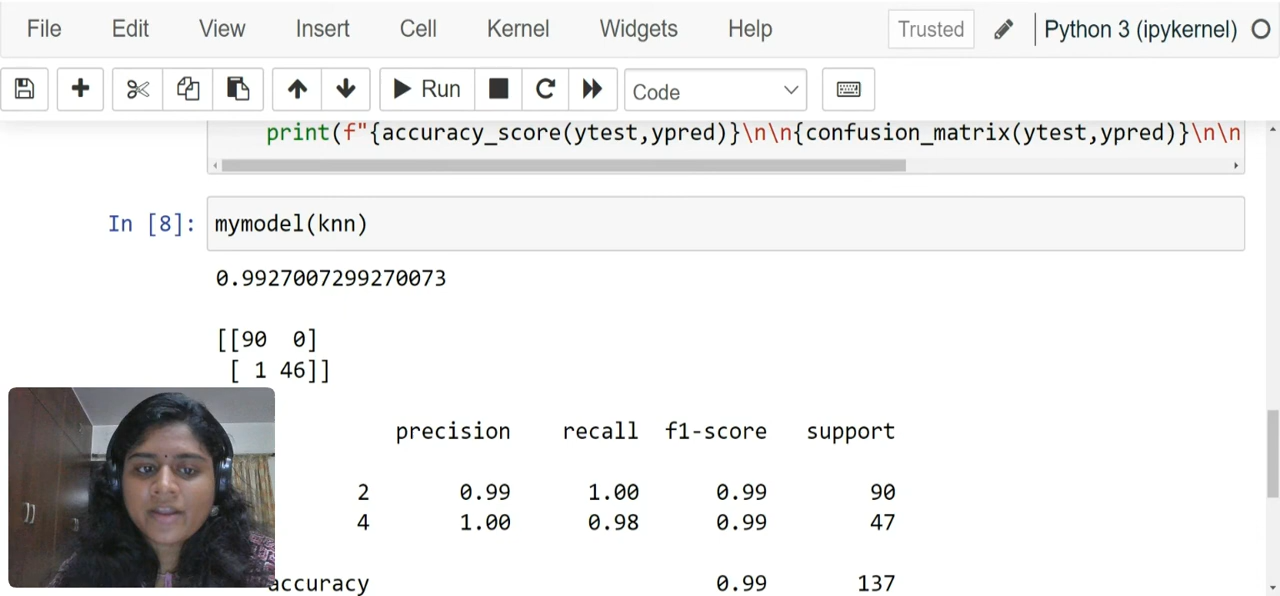 File Edit View Insert Cell Kernel Widgets Help Trusted Python 3 (ipykernel)
Run Code
print(f"{accuracy_score(ytest,ypred)}\n\n{confusion_matrix(ytest,ypred)}\n\n
In [8]: mymodel(knn)
0.9927007299270073
[[90 0]
[ 1 46]]
precision recall f1-score support
2 0.99 1.00 0.99 90
4 1.00 0.98 0.99 47
accuracy 0.99 137